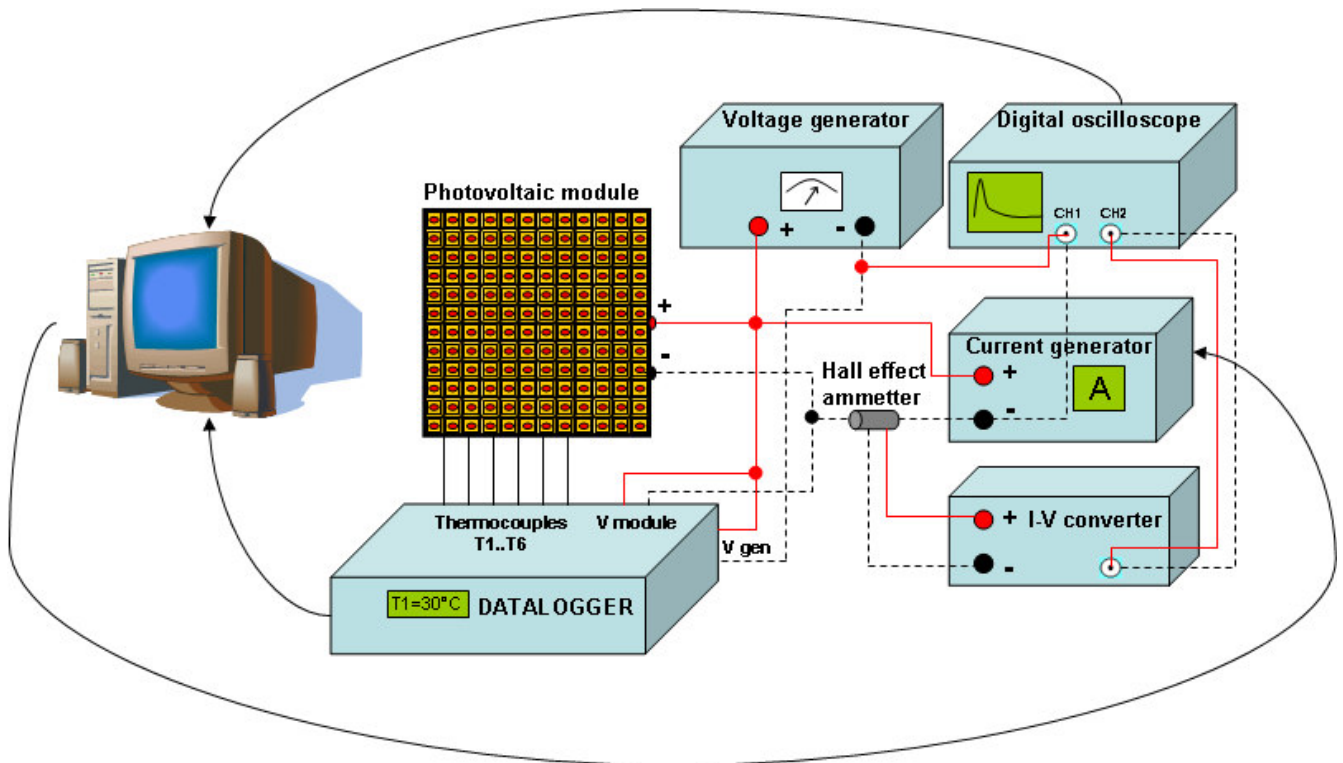 Voltage generator
Digital oscilloscope
Photovoltaic module
CH1 CH2
+ -
+
-
Current generator
+
A
-
Hall effect
ammetter
+ I-V converter
-
Thermocouples V module
T1..T6
V gen
T1=30°C DATALOGGER